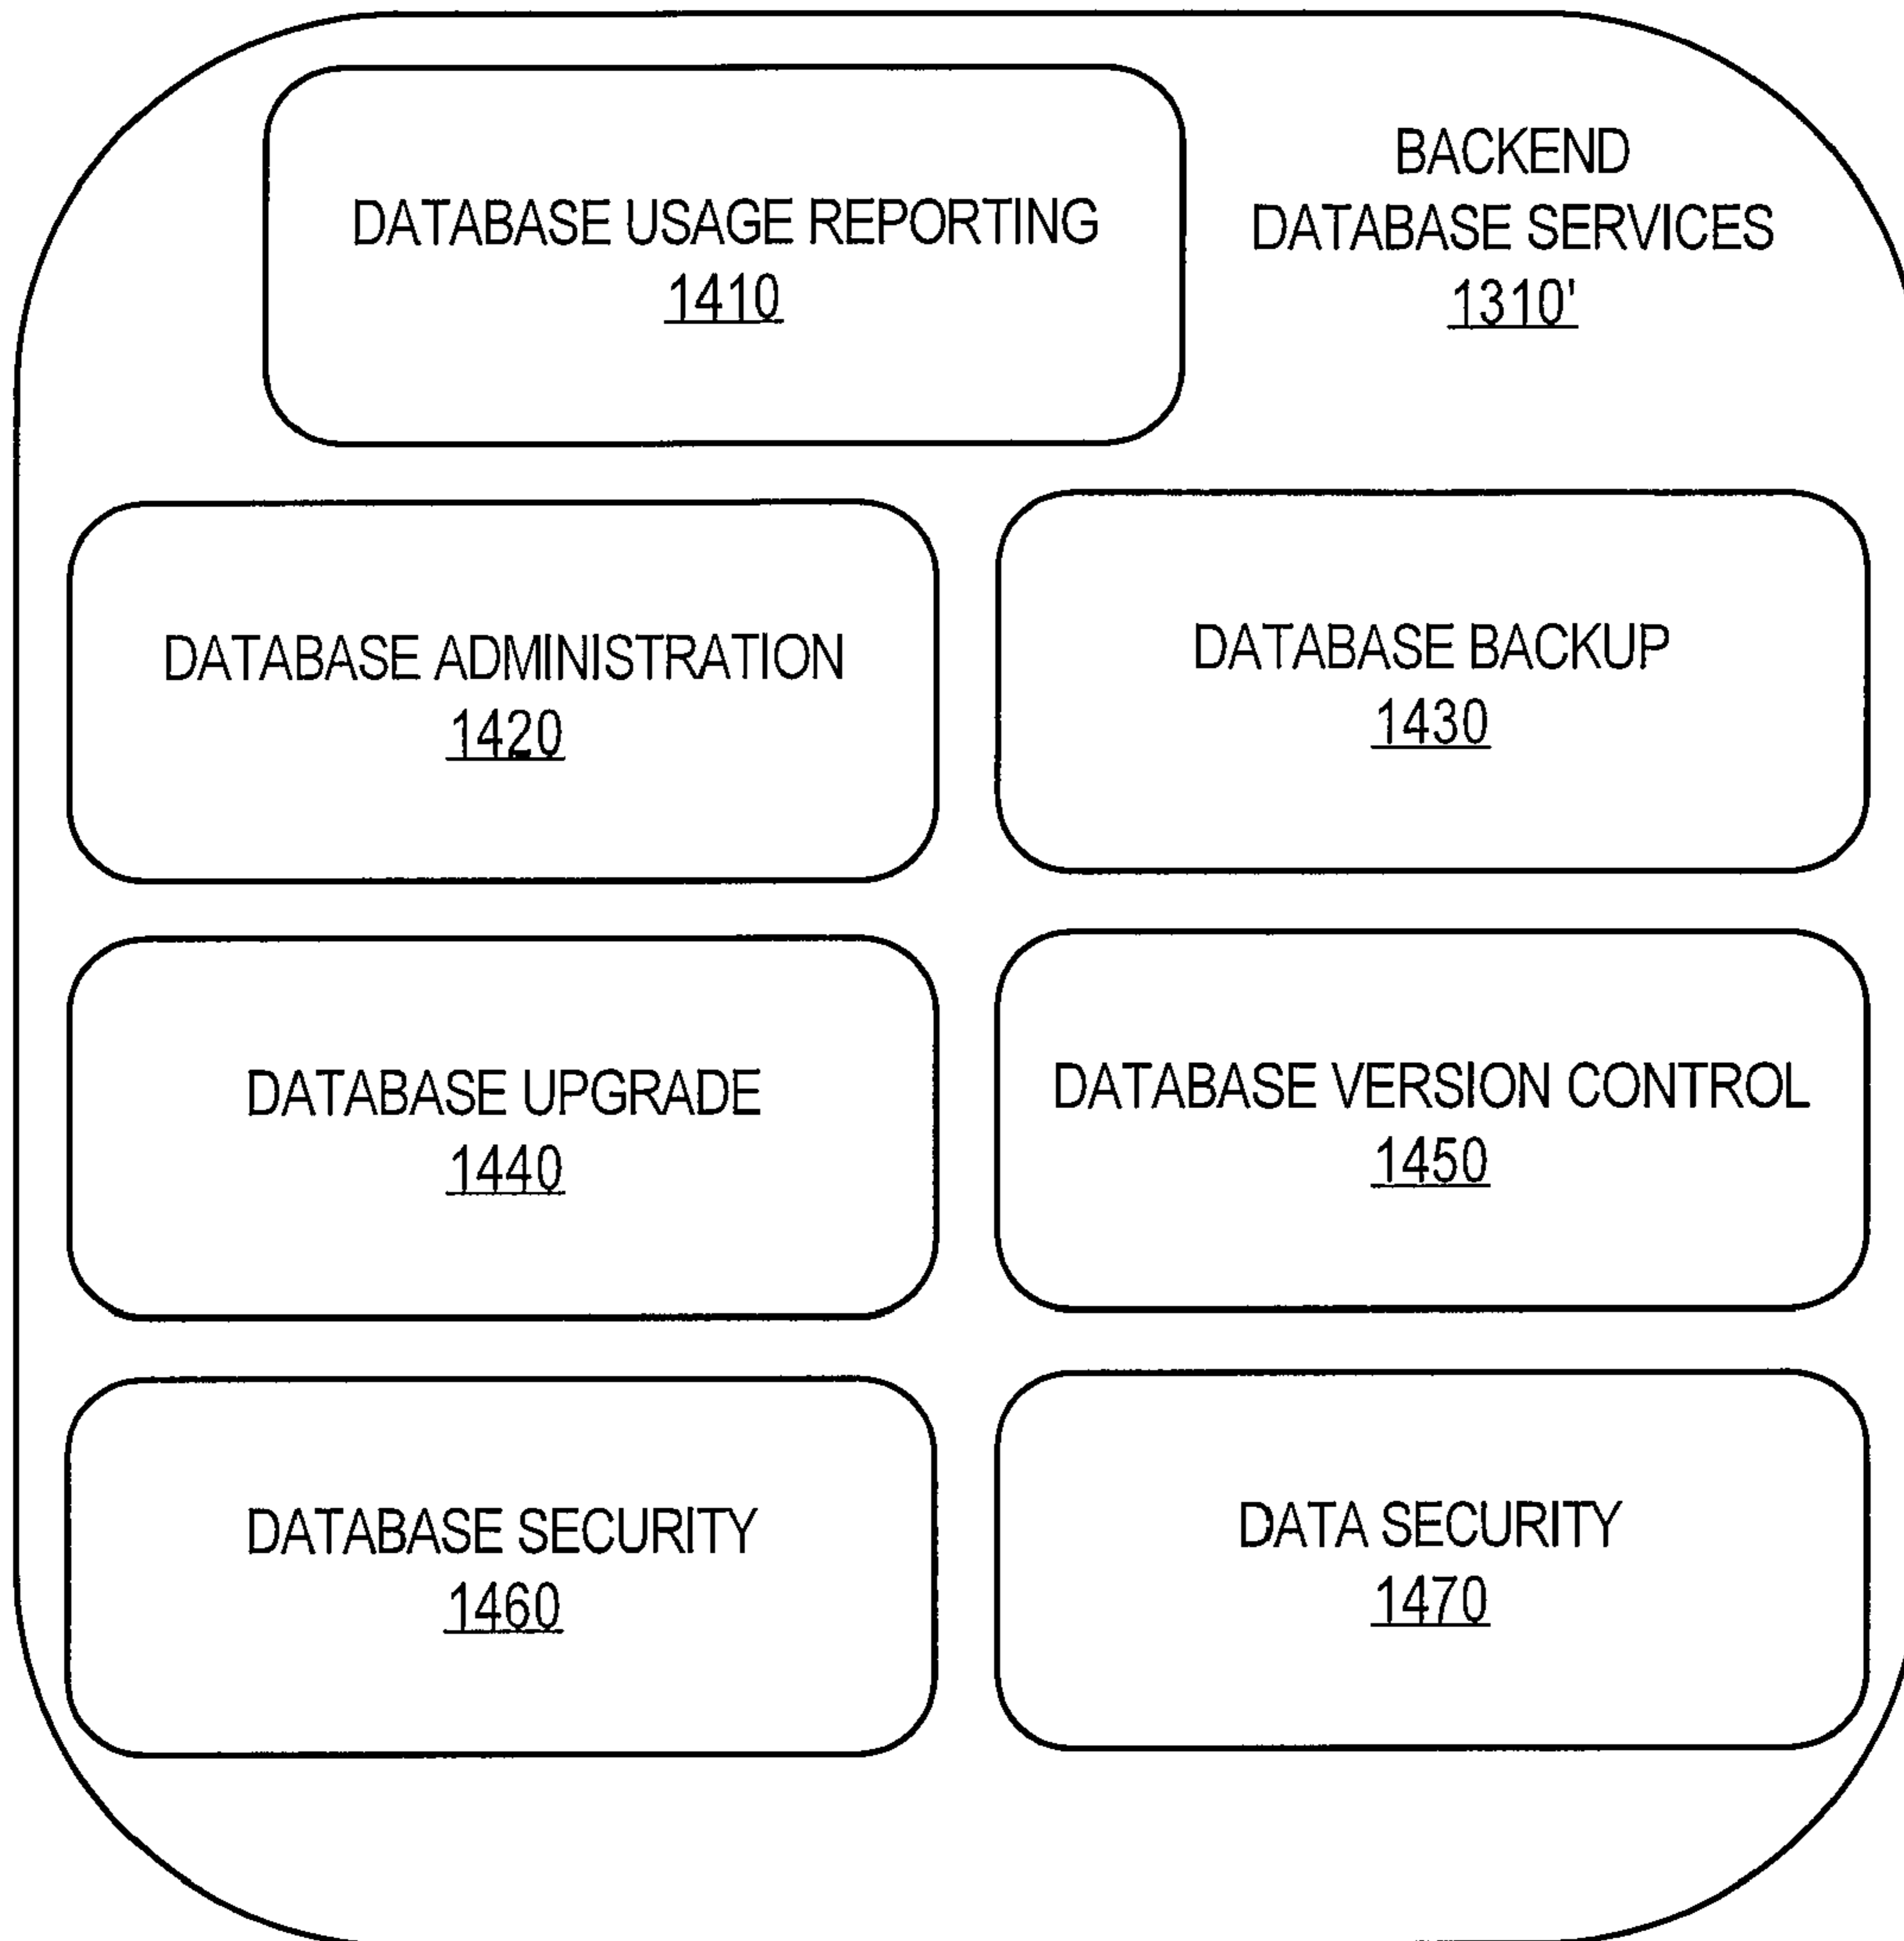 DATABASE USAGE REPORTING
1410
BACKEND
DATABASE SERVICES
1310'
DATABASE ADMINISTRATION
1420
DATABASE BACKUP
1430
DATABASE UPGRADE
1440
DATABASE VERSION CONTROL
1450
DATABASE SECURITY
1460
DATA SECURITY
1470